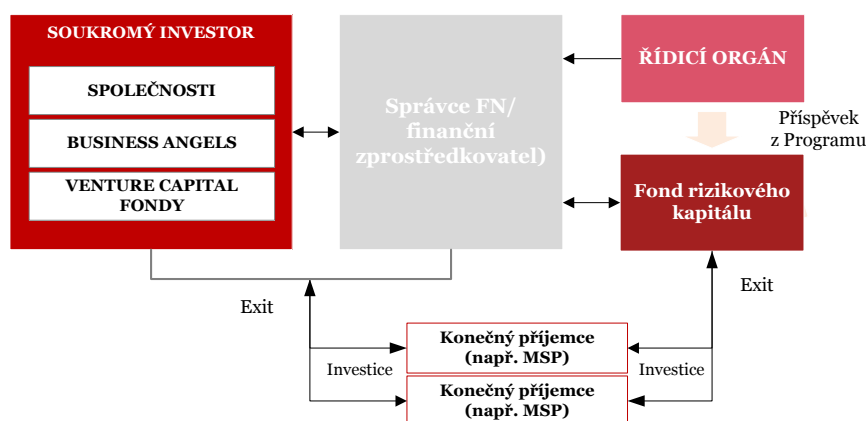 SOUKROMÝ INVESTOR
SPOLEČNOSTI
BUSINESS ANGELS
VENTURE CAPITAL
FONDY
Správce FN/
finanční
zprostředkovatel)
ŘÍDICÍ ORGÁN
Příspěvek
z Programu
Fond rizikového
kapitálu
Exit
Exit
Konečný příjemce
(např. MSP)
Investice
Investice
Konečný příjemce
(např. MSP)